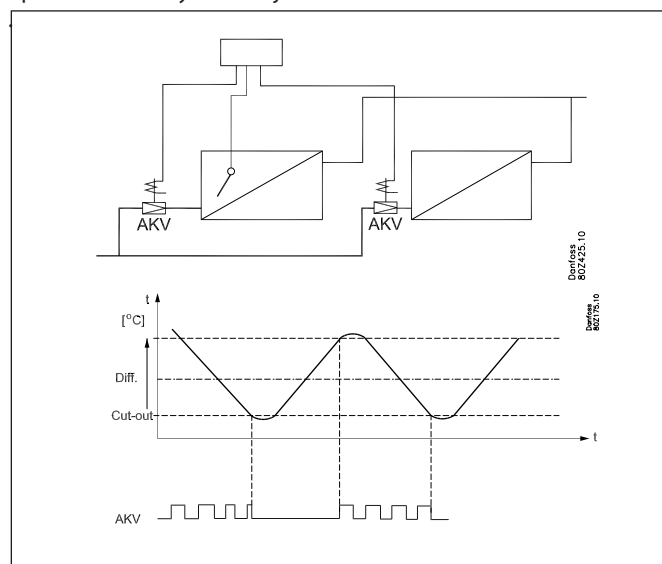 AKV
AKV
Danfoss
80Z425.10
Danfoss
80Z175.10
t
[°C]
Diff.
Cut-out
t
AKV